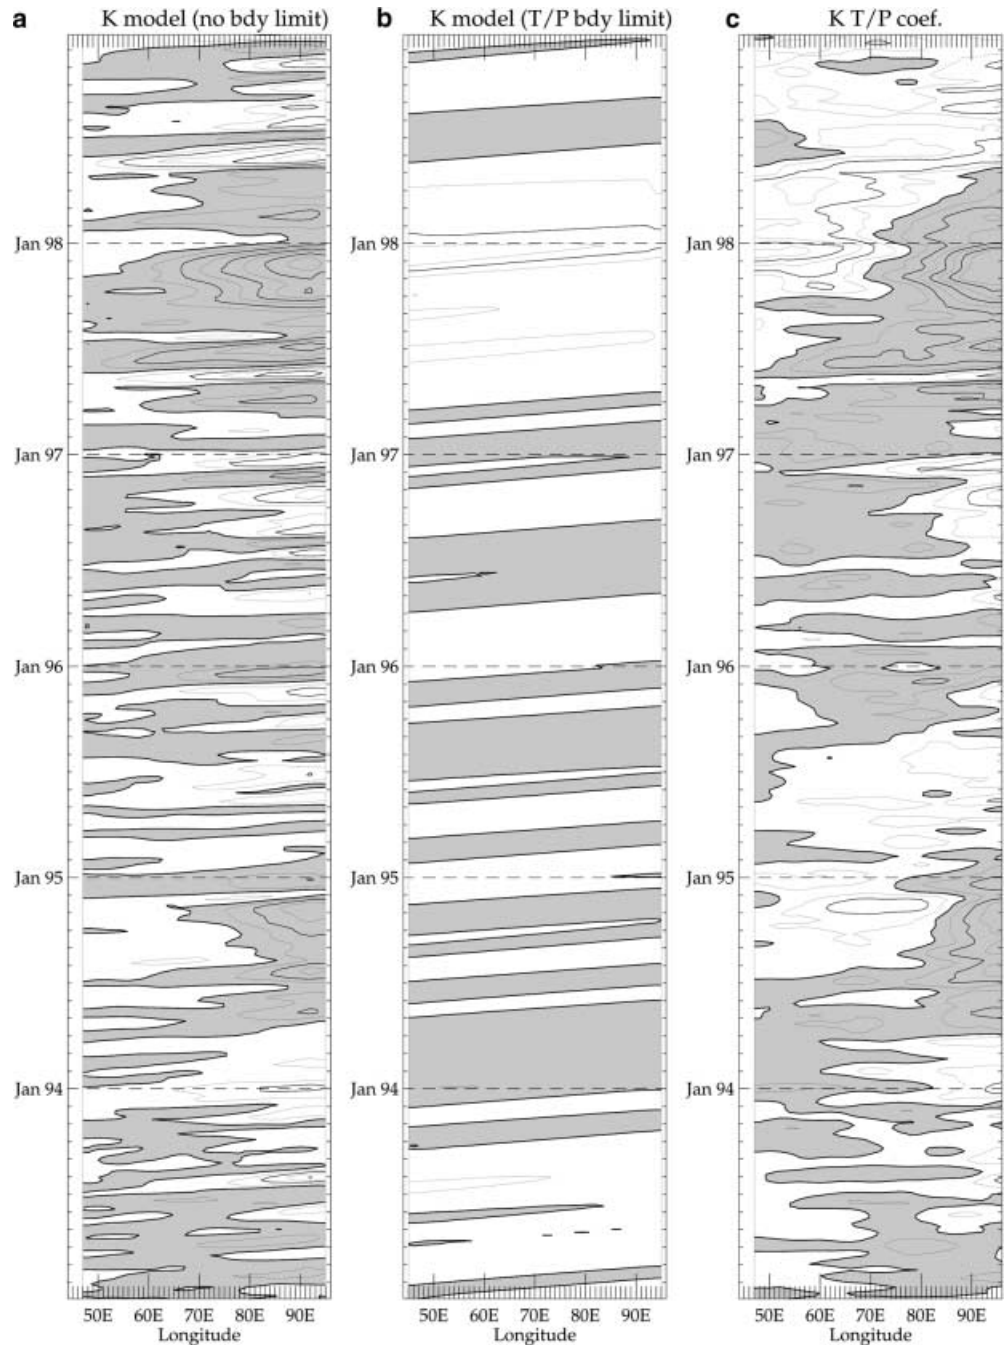 a K model (no bdy limit) b K model (T/P bdy limit) c K T/P coef.
Jan 98 Jan 98 Jan 98
Jan 97 Jan 97 Jan 97
Jan 96 Jan 96 Jan 96
Jan 95 Jan 95 Jan 95
Jan 94 Jan 94 Jan 94
50E 60E 70E 80E 90E 50E 60E 70E 80E 90E 50E 60E 70E 80E 90E
Longitude Longitude Longitude